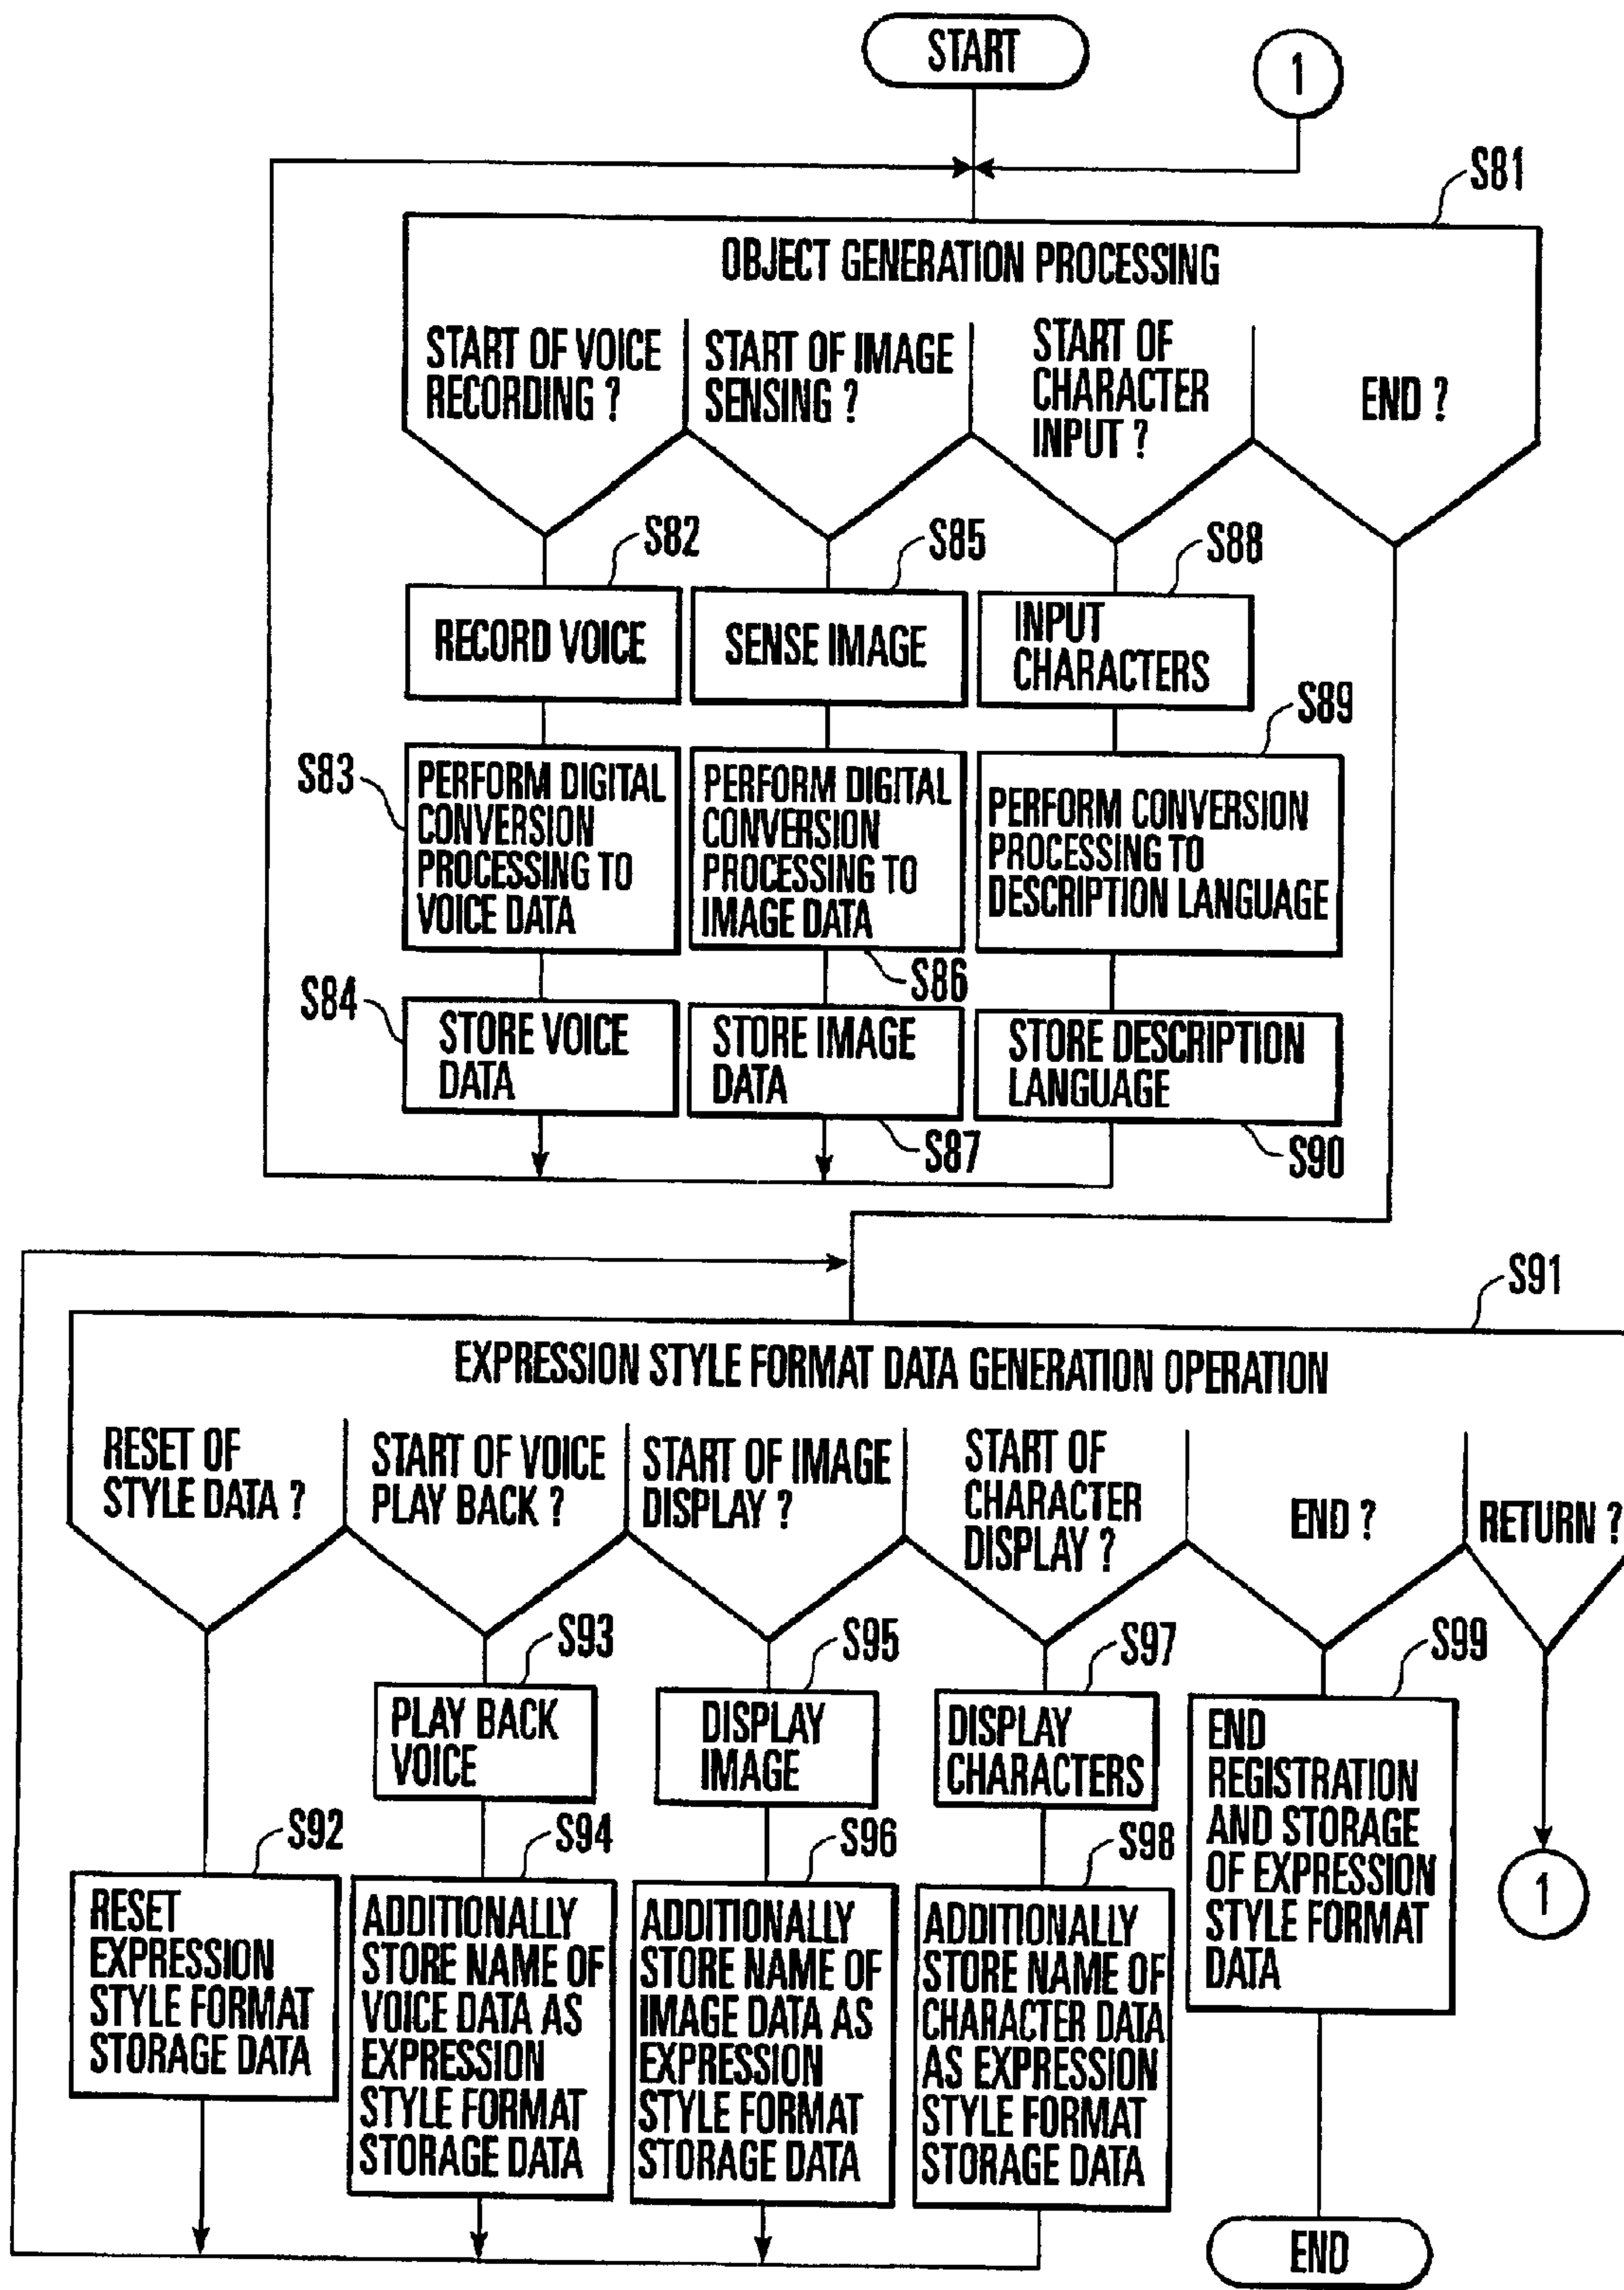 START
1
S81
OBJECT GENERATION PROCESSING
START OF VOICE
RECORDING ?
START OF IMAGE
SENSING ?
START OF
CHARACTER
INPUT ?
END ?
S82
RECORD VOICE
S85
SENSE IMAGE
S88
INPUT
CHARACTERS
S83
PERFORM DIGITAL
CONVERSION
PROCESSING TO
VOICE DATA
PERFORM DIGITAL
CONVERSION
PROCESSING TO
IMAGE DATA
S86
S89
PERFORM CONVERSION
PROCESSING TO
DESCRIPTION LANGUAGE
S84
STORE VOICE
DATA
STORE IMAGE
DATA
S87
STORE DESCRIPTION
LANGUAGE
S90
S91
EXPRESSION STYLE FORMAT DATA GENERATION OPERATION
RESET OF
STYLE DATA ?
START OF VOICE
PLAY BACK ?
START OF IMAGE
DISPLAY ?
START OF
CHARACTER
DISPLAY ?
END ?
RETURN ?
S93
PLAY BACK
VOICE
S95
DISPLAY
IMAGE
S97
DISPLAY
CHARACTERS
S99
END
REGISTRATION
AND STORAGE
OF EXPRESSION
STYLE FORMAT
DATA
1
S92
RESET
EXPRESSION
STYLE FORMAT
STORAGE DATA
S94
ADDITIONALLY
STORE NAME OF
VOICE DATA AS
EXPRESSION
STYLE FORMAT
STORAGE DATA
S96
ADDITIONALLY
STORE NAME OF
IMAGE DATA AS
EXPRESSION
STYLE FORMAT
STORAGE DATA
S98
ADDITIONALLY
STORE NAME OF
CHARACTER DATA
AS EXPRESSION
STYLE FORMAT
STORAGE DATA
END